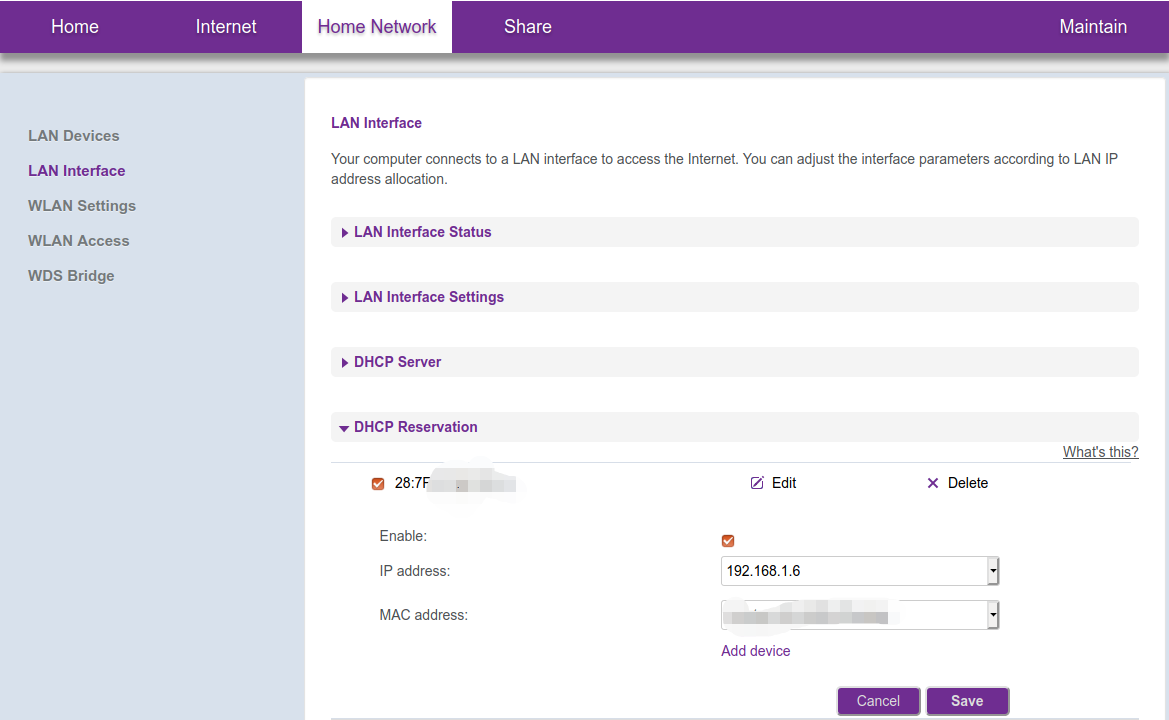 Home Internet Home Network Share Maintain
LAN Devices
LAN Interface
WLAN Settings
WLAN Access
WDS Bridge
LAN Interface
Your computer connects to a LAN interface to access the Internet. You can adjust the interface parameters according to LAN IP
address allocation.
LAN Interface Status
LAN Interface Settings
DHCP Server
DHCP Reservation
What's this?
28:7F Edit Delete
Enable:
IP address: 192.168.1.6
MAC address:
Add device
Cancel Save